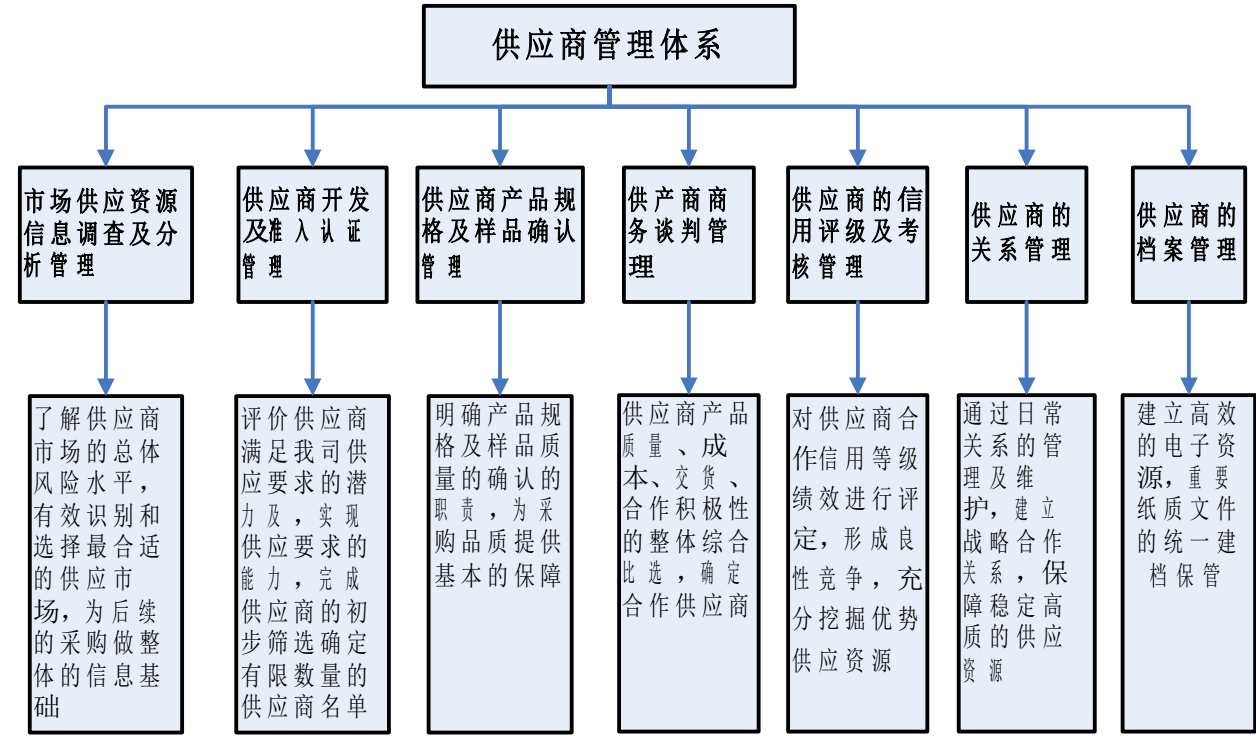 供应商管理体系
市场供应资源
信息调查及分
析管理
供应商开发
及准入认证
管理
供应商产品规
格及样品确认
管理
供产商商
务谈判管
理
供应商的信
用评级及考
核管理
供应商的
关系管理
供应商的
档案管理
了解供应商
市场的总体
风险水平，
有效识别和
选择最合适
的供应市
场，为后续
的采购做整
体的信息基
础
评价供应商
满足我司供
应要求的潜
力及，实现
供应要求的
能力，完成
供应商的初
步筛选确定
有限数量的
供应商名单
明确产品规
格及样品质
量的确认的
职责，为采
购品质提供
基本的保障
供应商产品
质量、成
本、交货、
合作积极性
的整体综合
比选，确定
合作供应商
对供应商合
作信用等级
绩效进行评
定，形成良
性竞争，充
分挖掘优势
供应资源
通过日常
关系的管
理及维
护，建立
战略合作
关系，保
障稳定高
质的供应
资源
建立高效
的电子资
源，重要
纸质文件
的统一建
档保管